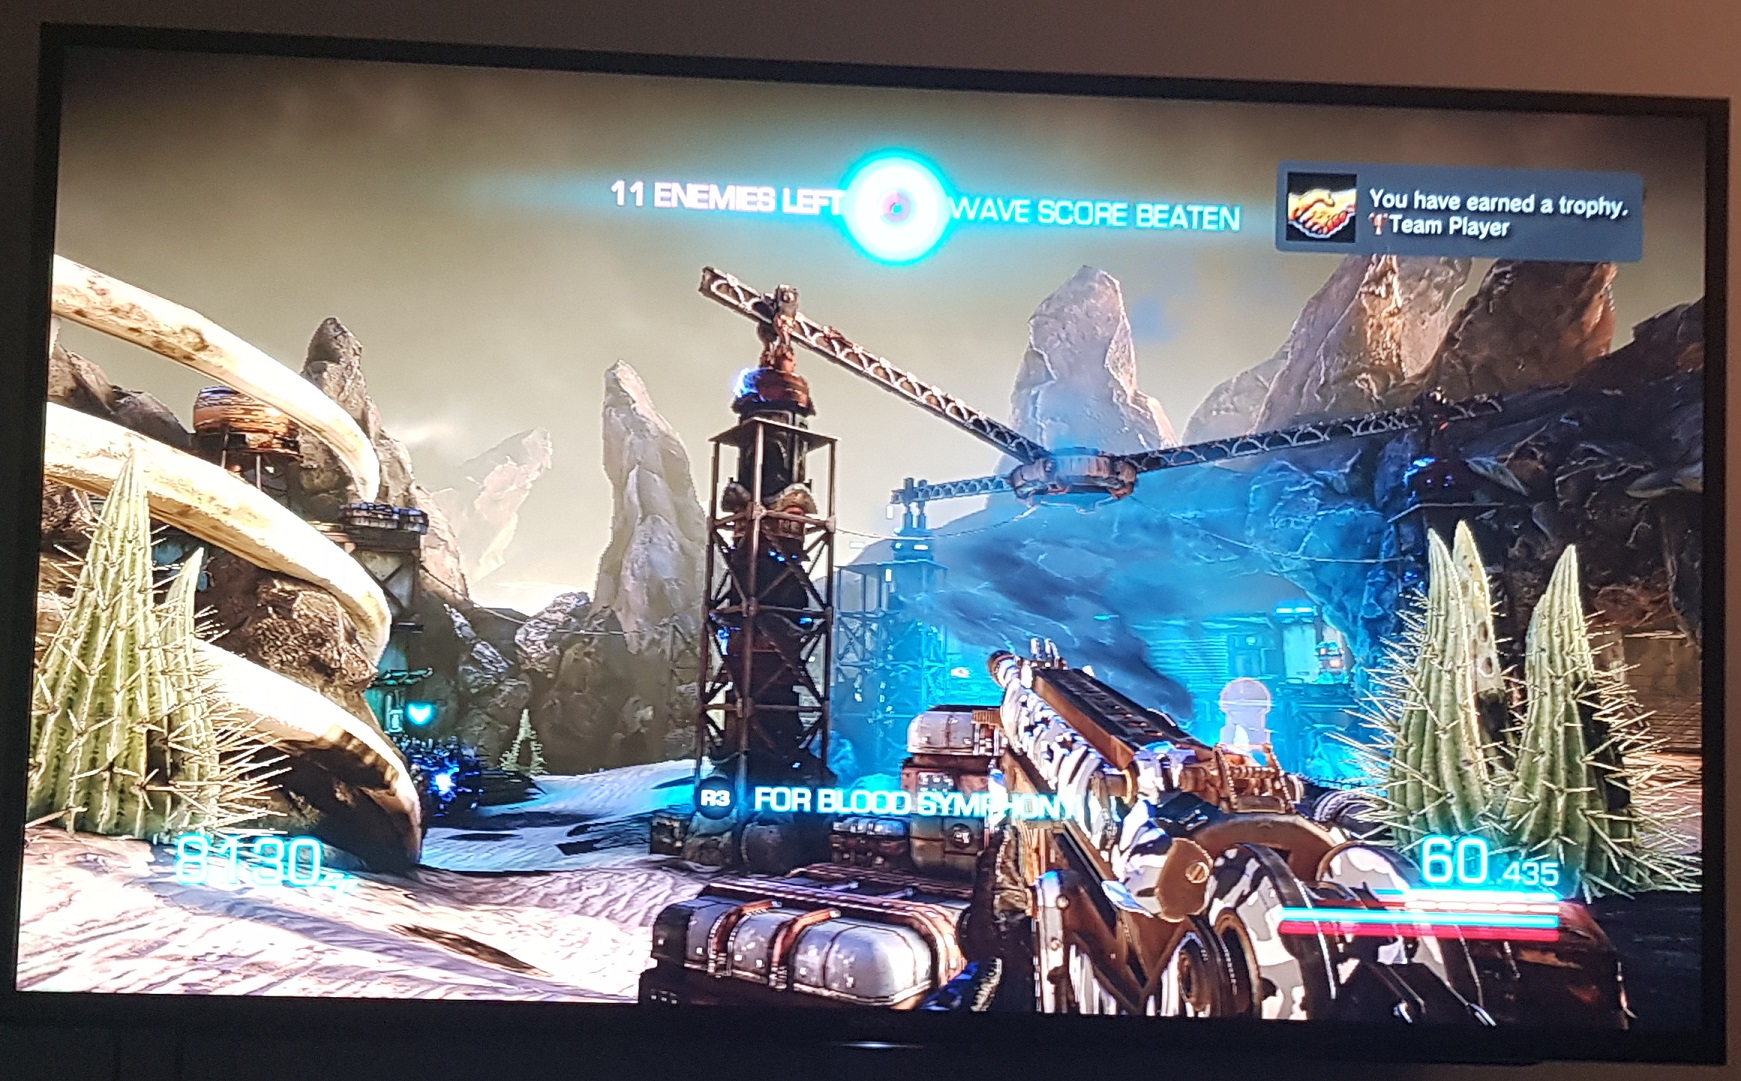 11 ENEMIES LEFT
WAVE SCORE BEATEN
You have earned a trophy.
Team Player
R3 FOR BLOOD SYMPHONY
8130
60 435